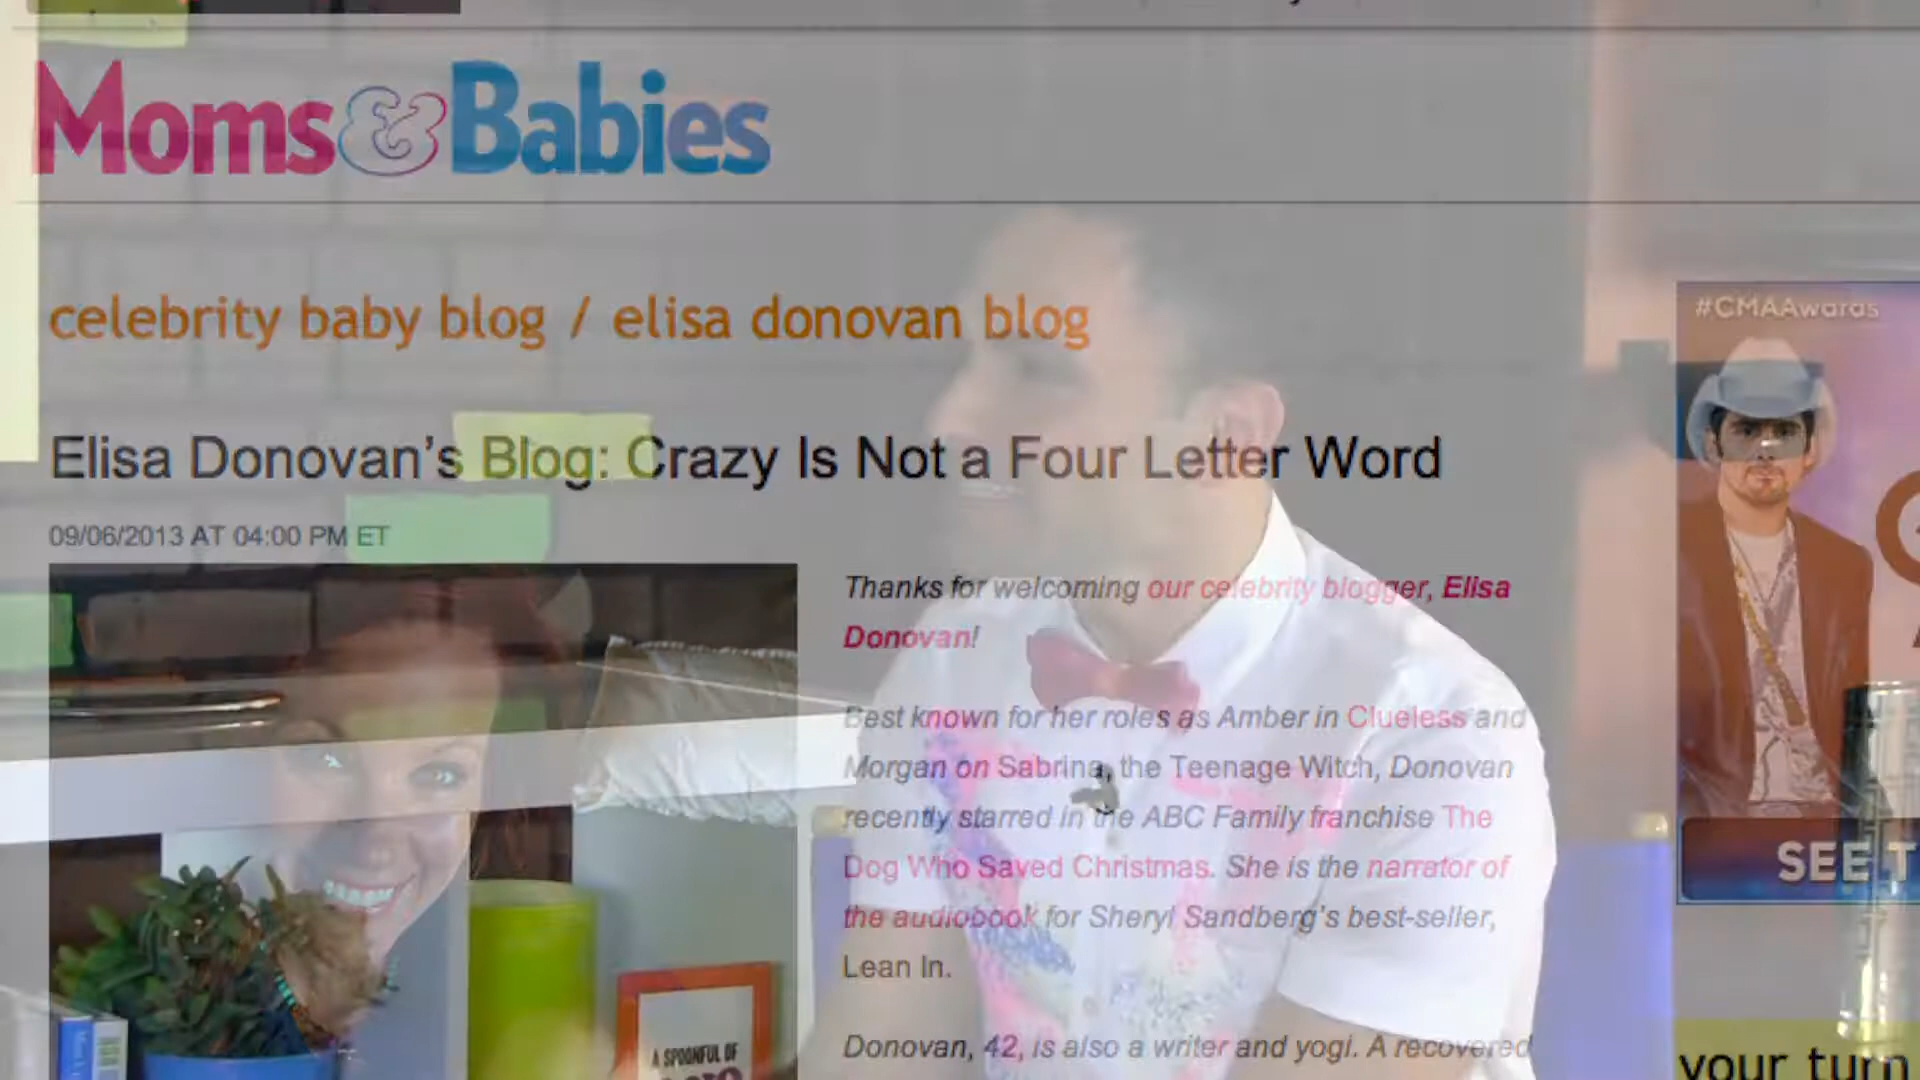 Moms & Babies
celebrity baby blog / elisa donovan blog
#CMAAwards
Elisa Donovan's Blog: Crazy Is Not a Four Letter Word
09/06/2013 AT 04:00 PM ET
Thanks for welcoming our celebrity blogger, Elisa
Donovan!
Best known for her roles as Amber in Clueless and
Morgan on Sabrina, the Teenage Witch, Donovan
recently starred in the ABC Family franchise The
Dog Who Saved Christmas. She is the narrator of
the audiobook for Sheryl Sandberg's best-seller,
Lean In.
Donovan, 42, is also a writer and yogi. A recovered
SEE T
A SPOONFUL OF
your turn